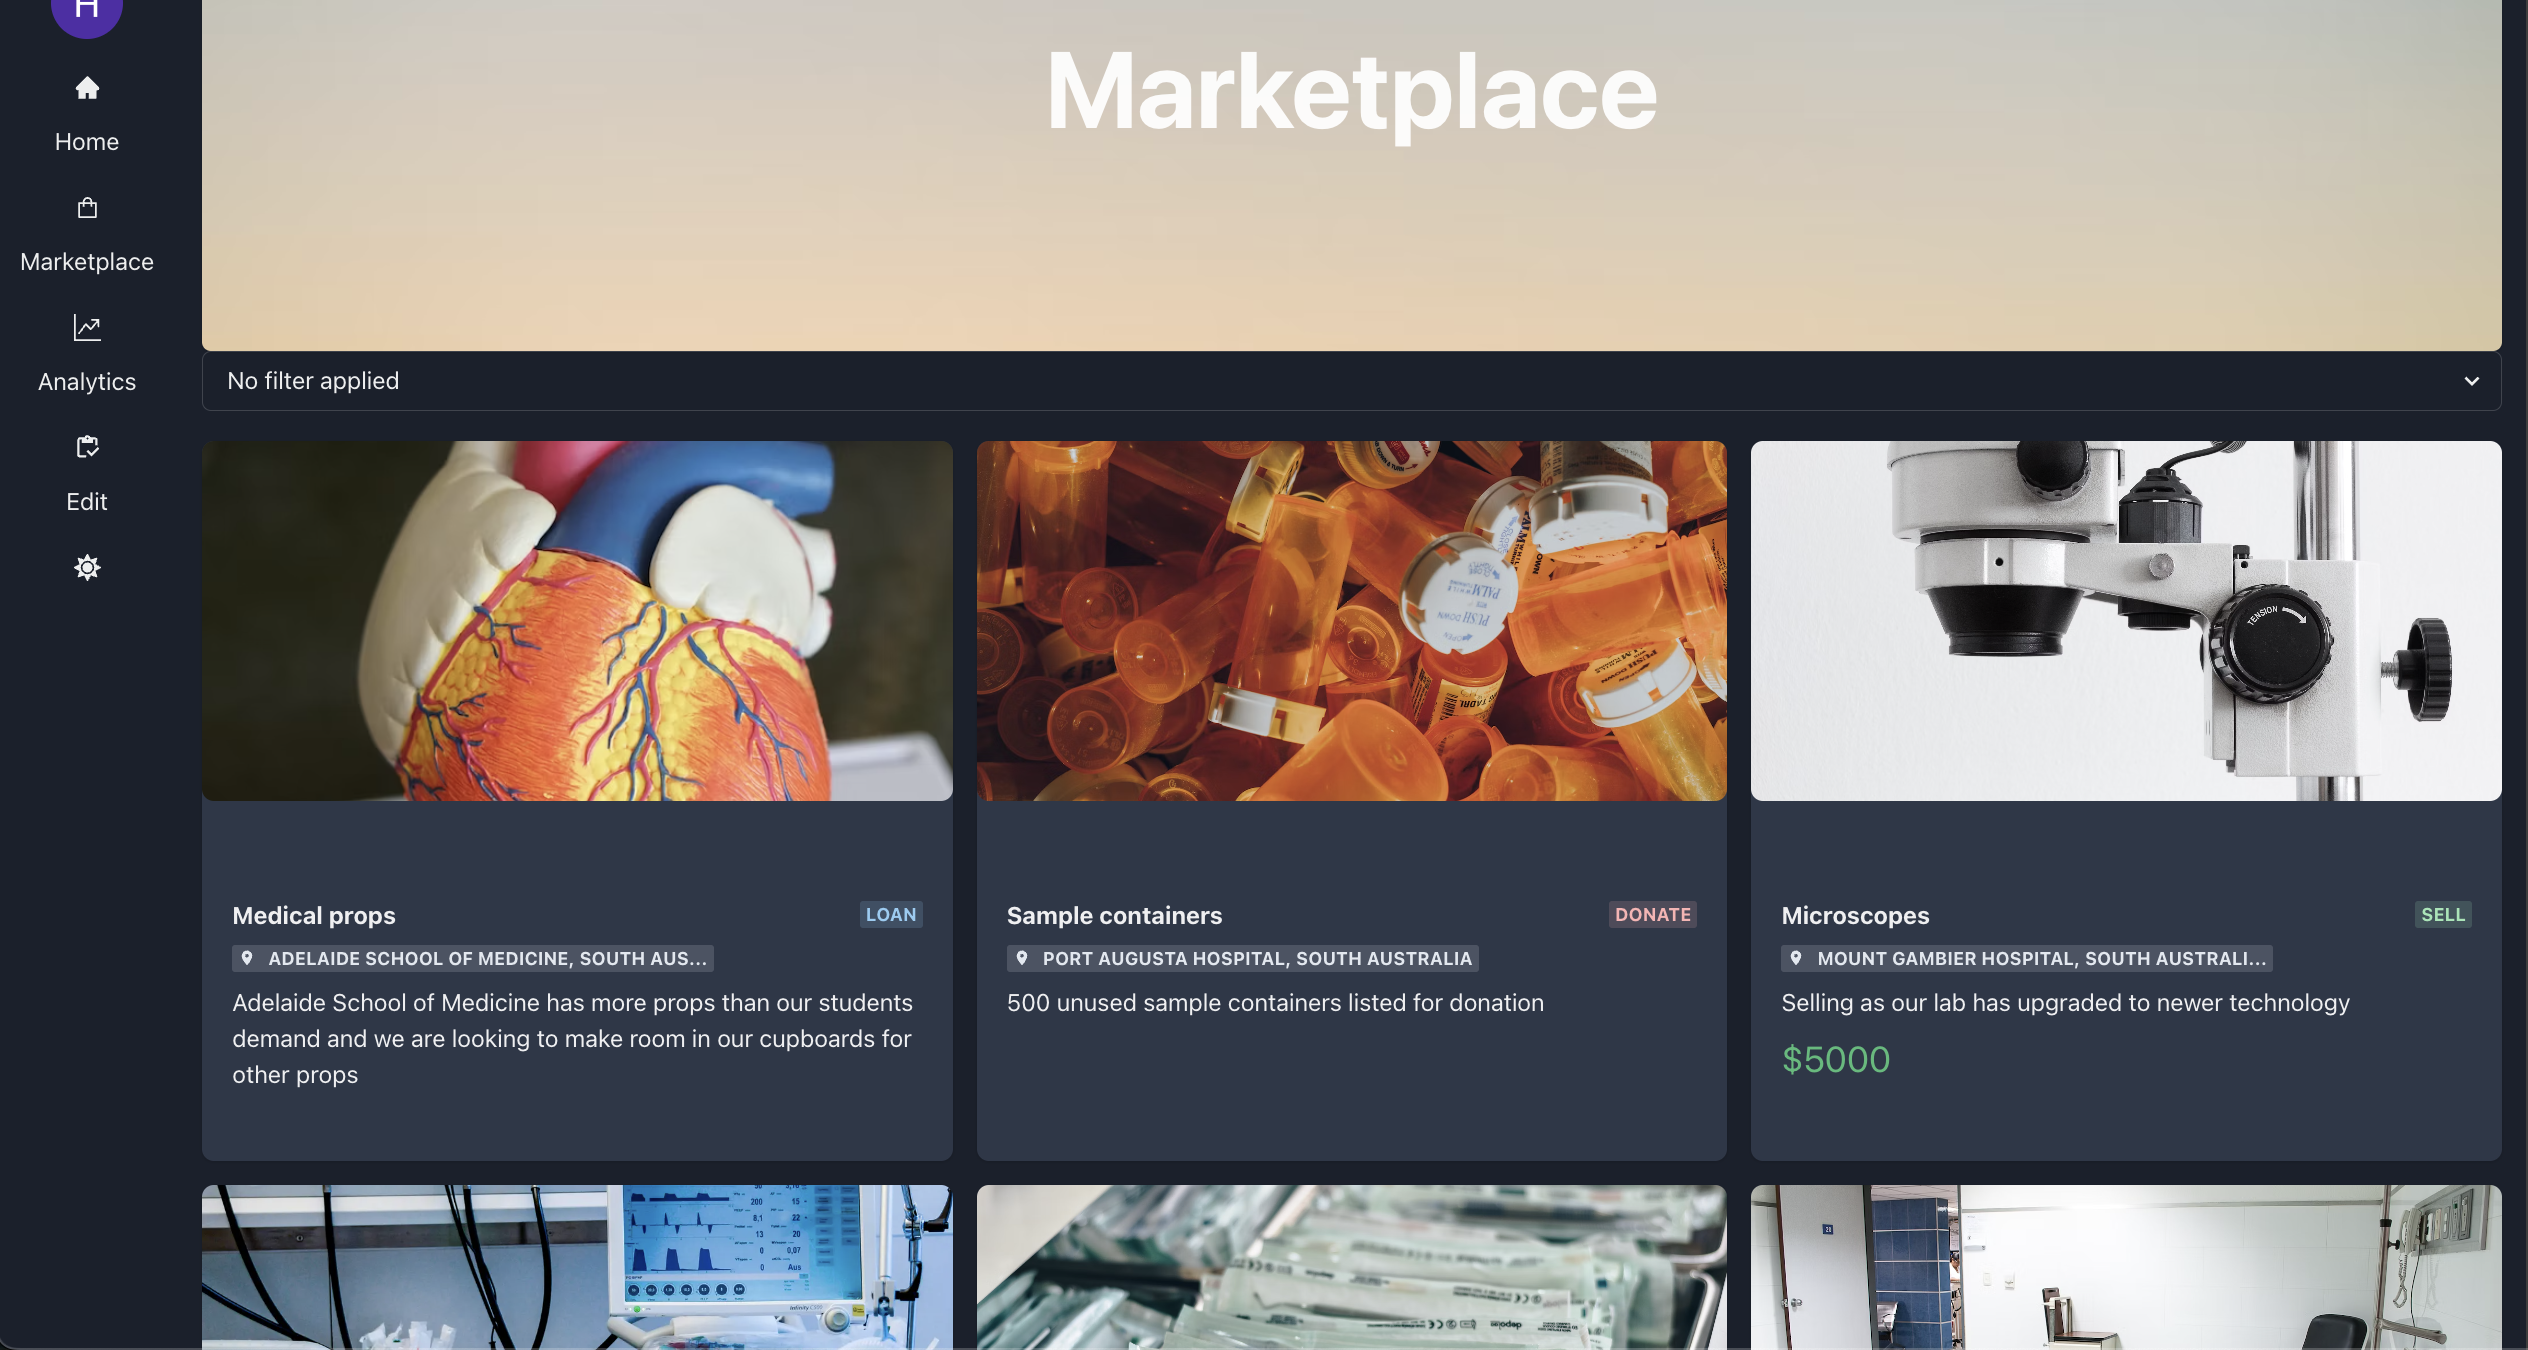 H
Marketplace
Home
Marketplace
Analytics
Edit
No filter applied
TENSION
Medical props
LOAN
ADELAIDE SCHOOL OF MEDICINE, SOUTH AUS...
Adelaide School of Medicine has more props than our students
demand and we are looking to make room in our cupboards for
other props
Sample containers
DONATE
PORT AUGUSTA HOSPITAL, SOUTH AUSTRALIA
500 unused sample containers listed for donation
Microscopes
SELL
MOUNT GAMBIER HOSPITAL, SOUTH AUSTRALI...
Selling as our lab has upgraded to newer technology
$5000